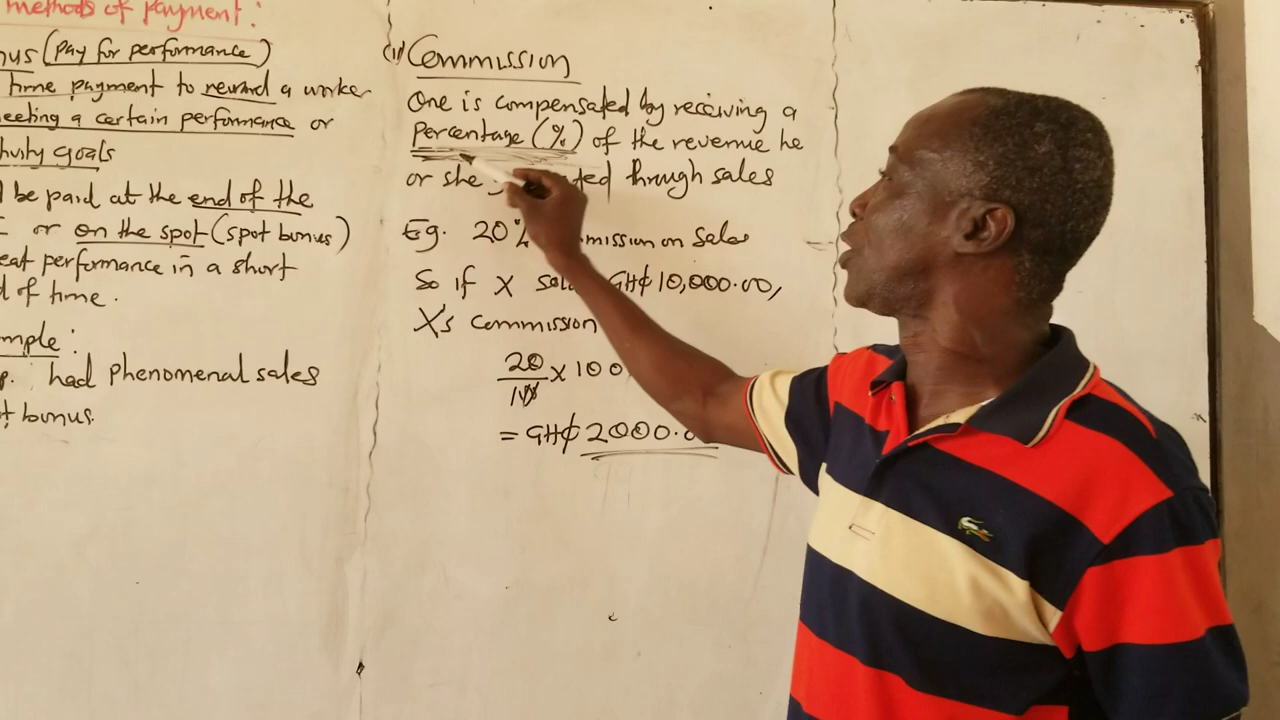 methods of payment:
nus (pay for performance)
time payment to reward a worker
eeting a certain performance or
tivity goals
l be paid at the end of the
or on the spot (spot bonus)
eat performance in a short
d of time.
mple:
p. had phenomenal sales
t bonus.
Commission
One is compensated by receiving a
percentage (%) of the revenue he
or she ted through sales
Eg. 20% mmission on Sales
So if X sol GH¢10,000.00,
X's Commission
20
100 x 100
= GH¢ 2000.0